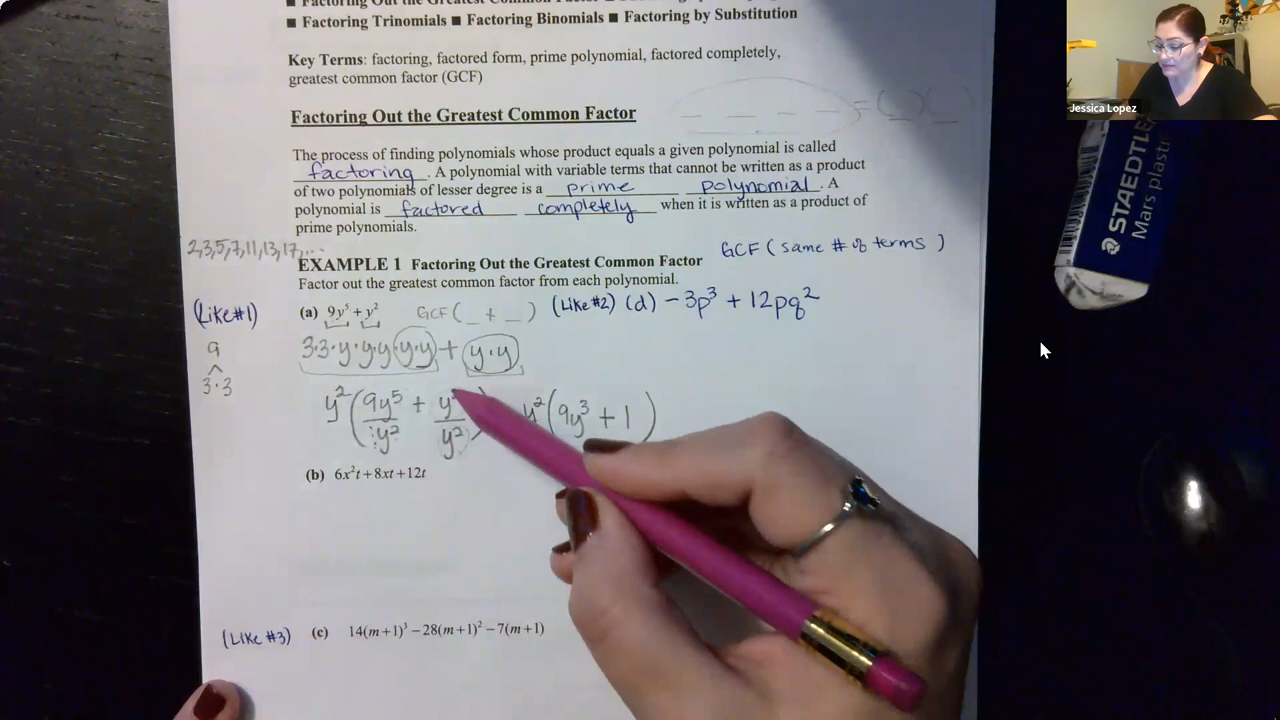 ■ Factoring Trinomials ■ Factoring Binomials ■ Factoring by Substitution
Key Terms: factoring, factored form, prime polynomial, factored completely,
greatest common factor (GCF)
Factoring Out the Greatest Common Factor
_ _ _ _ = (_)(_)
The process of finding polynomials whose product equals a given polynomial is called
factoring. A polynomial with variable terms that cannot be written as a product
of two polynomials of lesser degree is a prime polynomial. A
polynomial is factored completely when it is written as a product of
prime polynomials.
2,3,5,7,11,13,17,...
GCF (same # of terms)
EXAMPLE 1 Factoring Out the Greatest Common Factor
Factor out the greatest common factor from each polynomial.
(Like #1) (a) 9y⁵ + y² GCF ( _ + _ ) (Like #2) (d) -3p³ + 12pq²
9
3·3
3·3·y·y·y·y·y + y·y
y² (9y⁵/y² + y²/y²) y² (9y³ + 1)
(b) 6x²t + 8xt + 12t
(Like #3) (c) 14(m+1)³ − 28(m+1)² − 7(m+1)
STAEDTLER
Mars plastic
Jessica Lopez